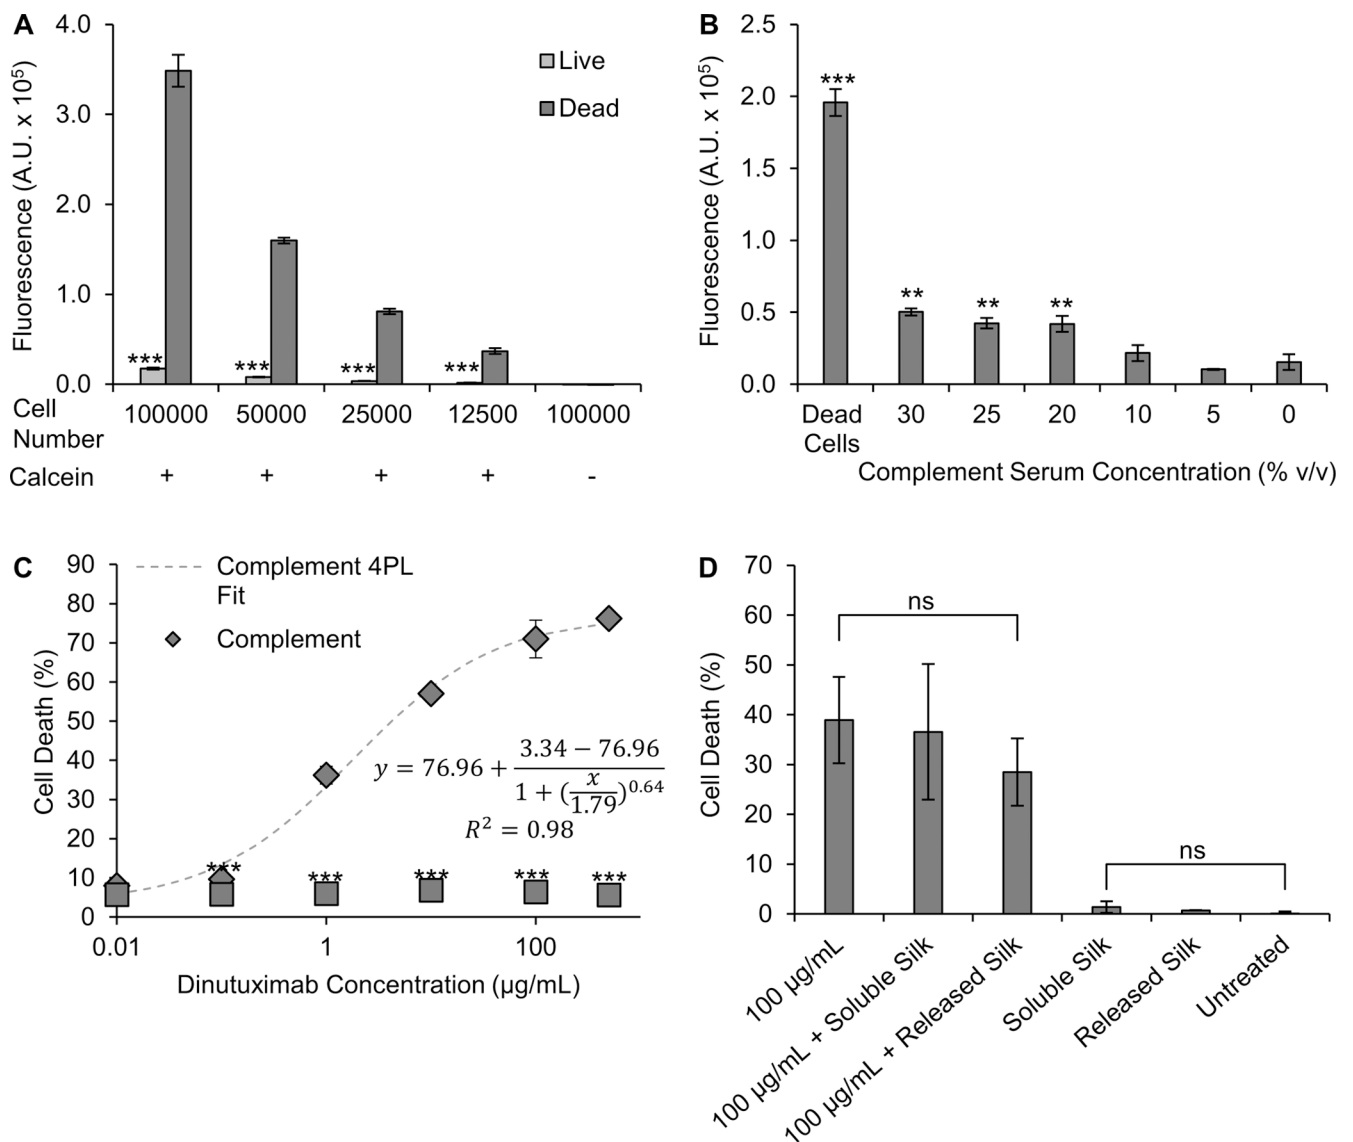 A
Fluorescence (A.U. x 10⁵)
4.0
3.0
2.0
1.0
0.0
Live
Dead
***
***
***
***
Cell Number
100000 50000 25000 12500 100000
Calcein + + + + -
B
Fluorescence (A.U. x 10⁵)
2.5
2.0
1.5
1.0
0.5
0.0
***
**
**
**
Dead Cells 30 25 20 10 5 0
Complement Serum Concentration (% v/v)
C
Cell Death (%)
90
80
70
60
50
40
30
20
10
0
Complement 4PL
Fit
Complement
y = 76.96 + (3.34 − 76.96)/(1 + (x/1.79)^0.64)
R² = 0.98
*** *** *** *** ***
0.01 1 100
Dinutuximab Concentration (µg/mL)
D
Cell Death (%)
70
60
50
40
30
20
10
0
ns
ns
100 µg/mL
100 µg/mL + Soluble Silk
100 µg/mL + Released Silk
Soluble Silk
Released Silk
Untreated